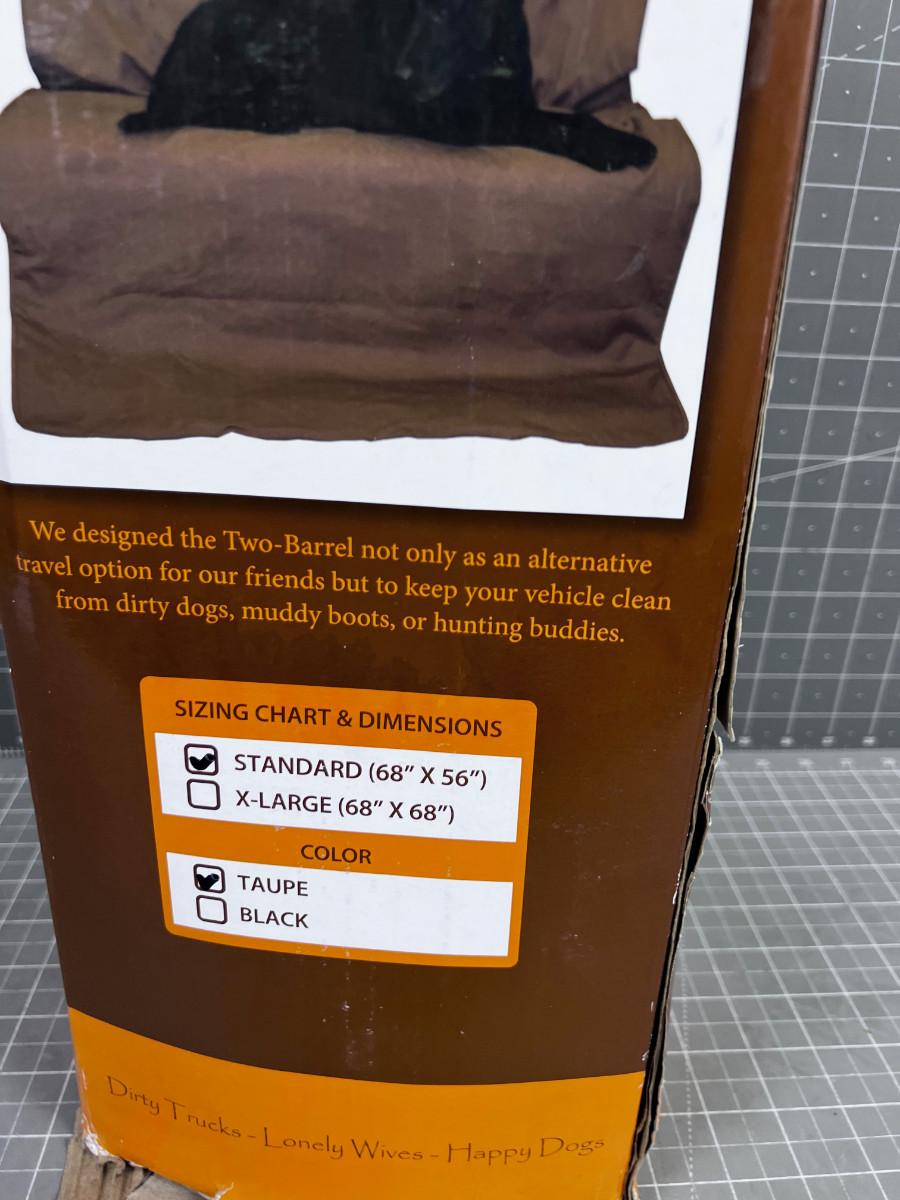 We designed the Two-Barrel not only as an alternative
travel option for our friends but to keep your vehicle clean
from dirty dogs, muddy boots, or hunting buddies.
SIZING CHART & DIMENSIONS
STANDARD (68” X 56”)
X-LARGE (68” X 68”)
COLOR
TAUPE
BLACK
Dirty Trucks - Lonely Wives - Happy Dogs